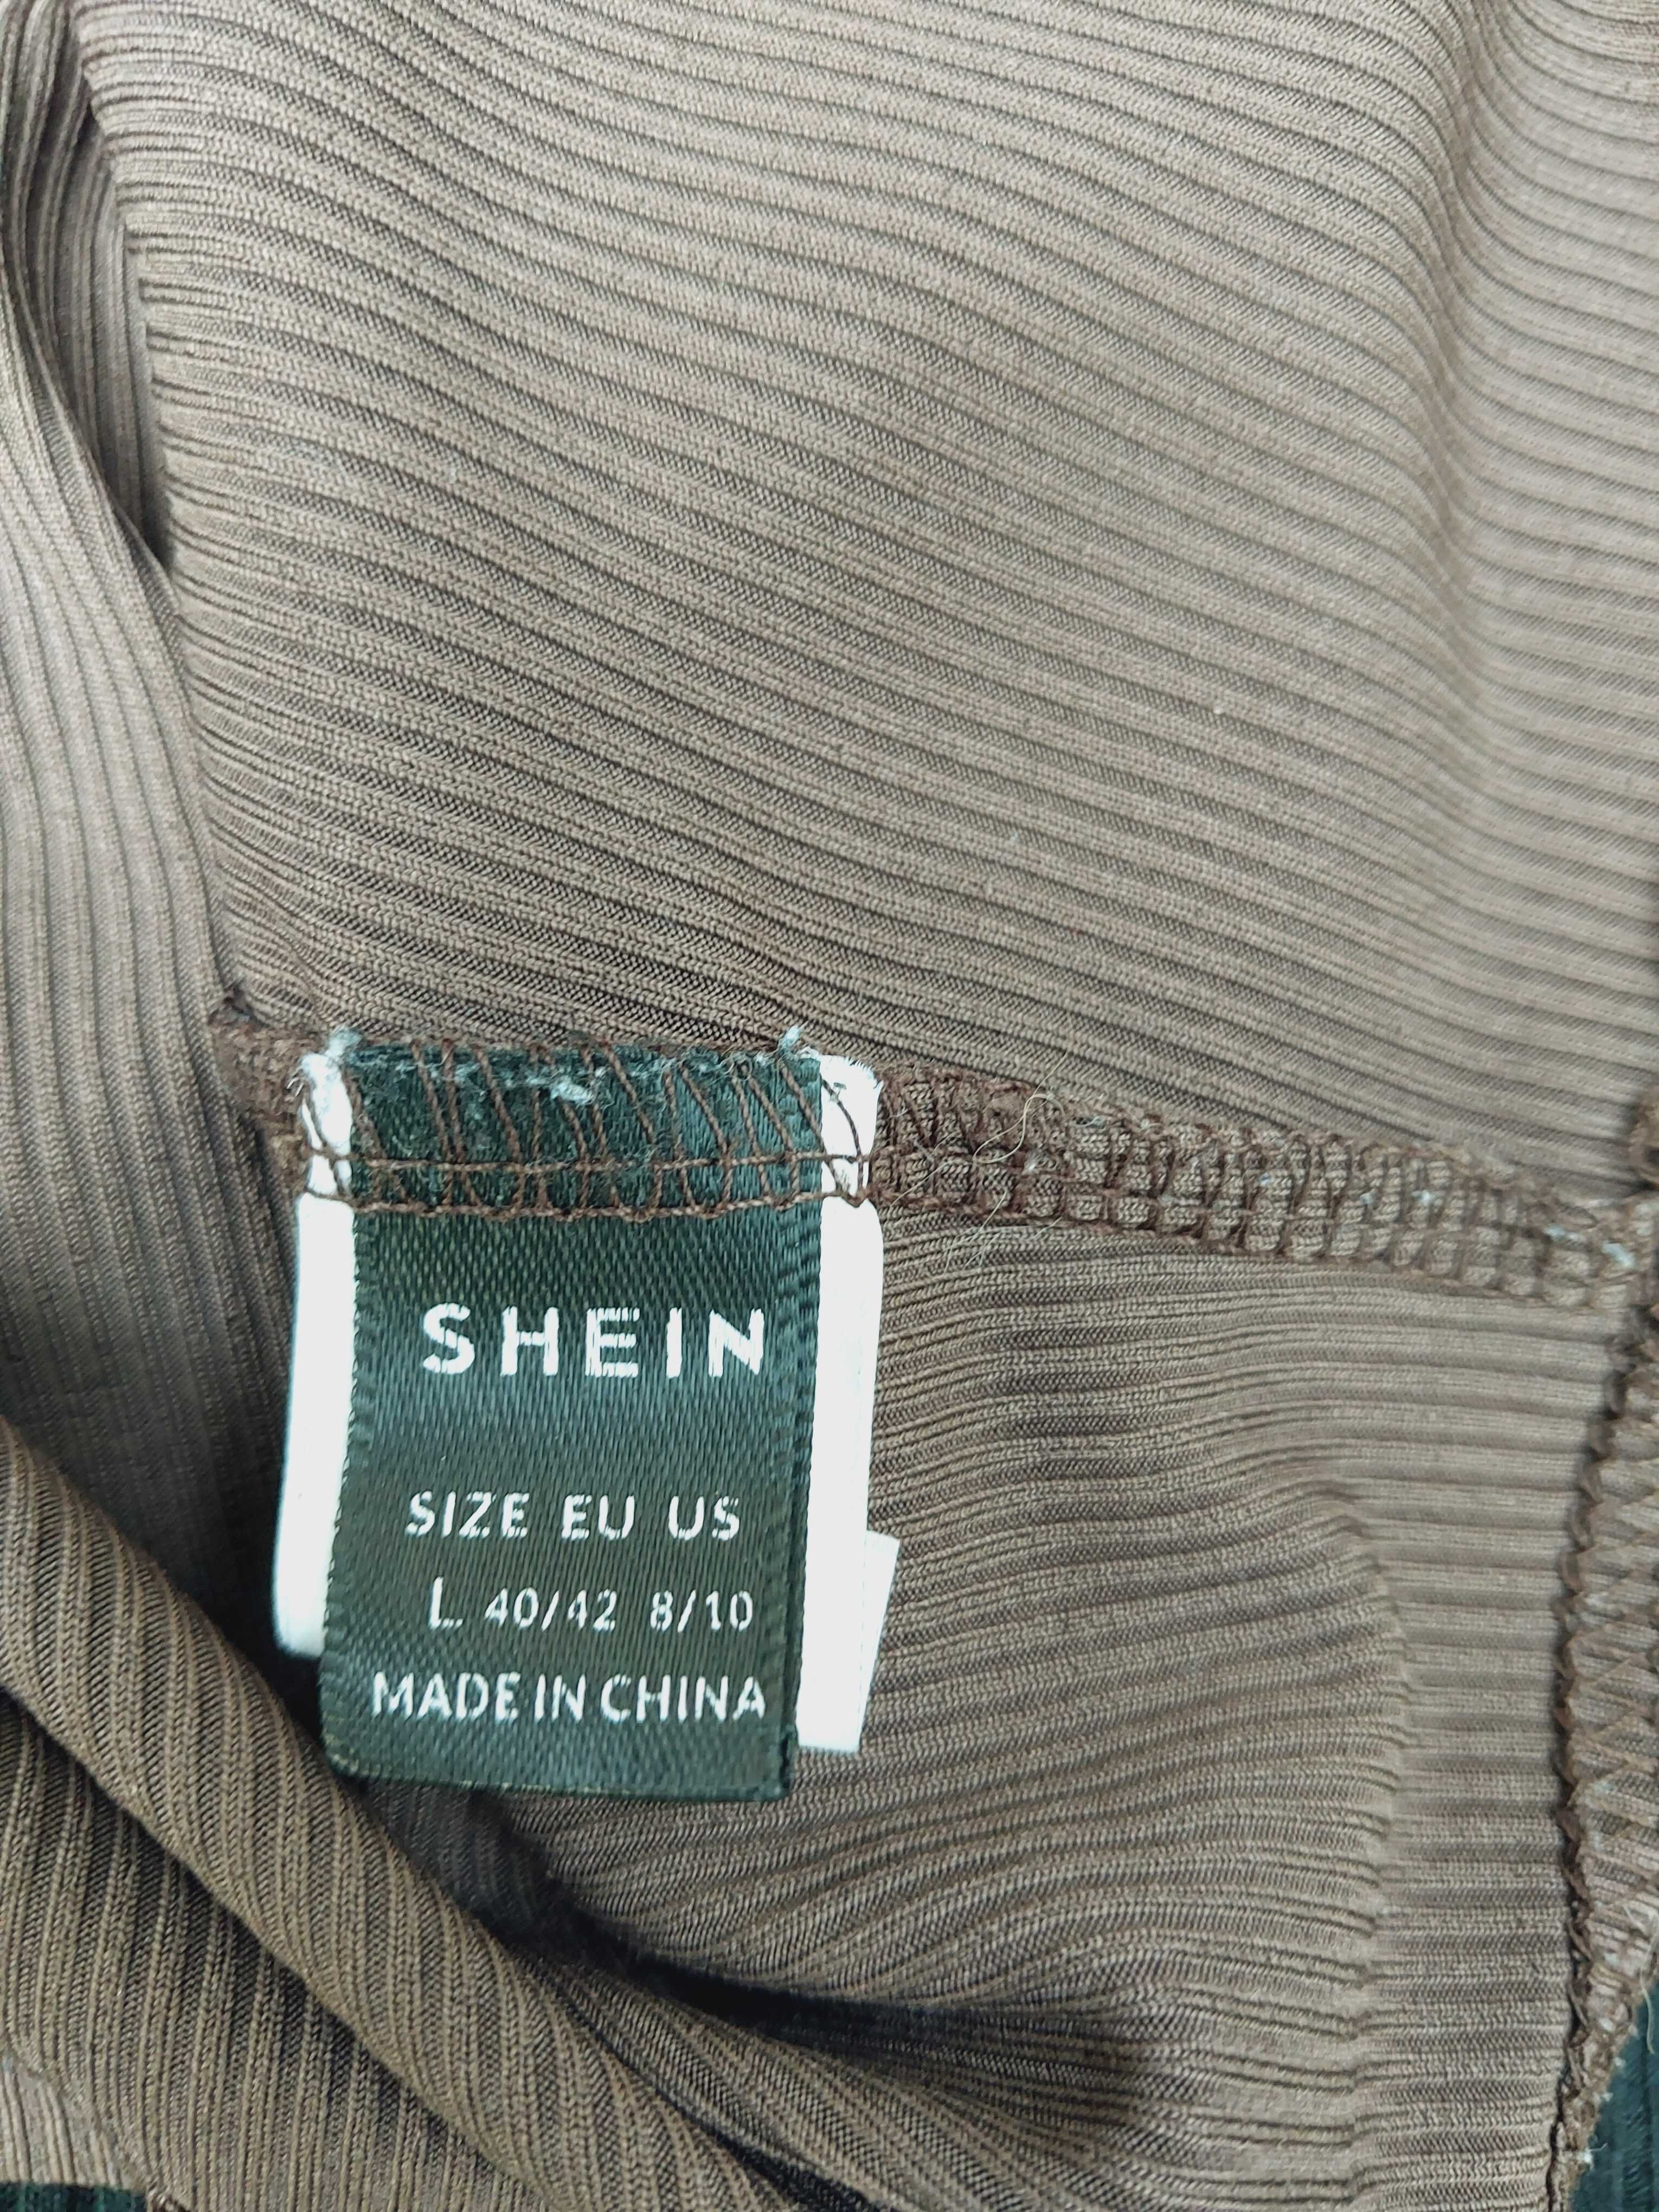 SHEIN
SIZE EU US
L 40/42 8/10
MADE IN CHINA